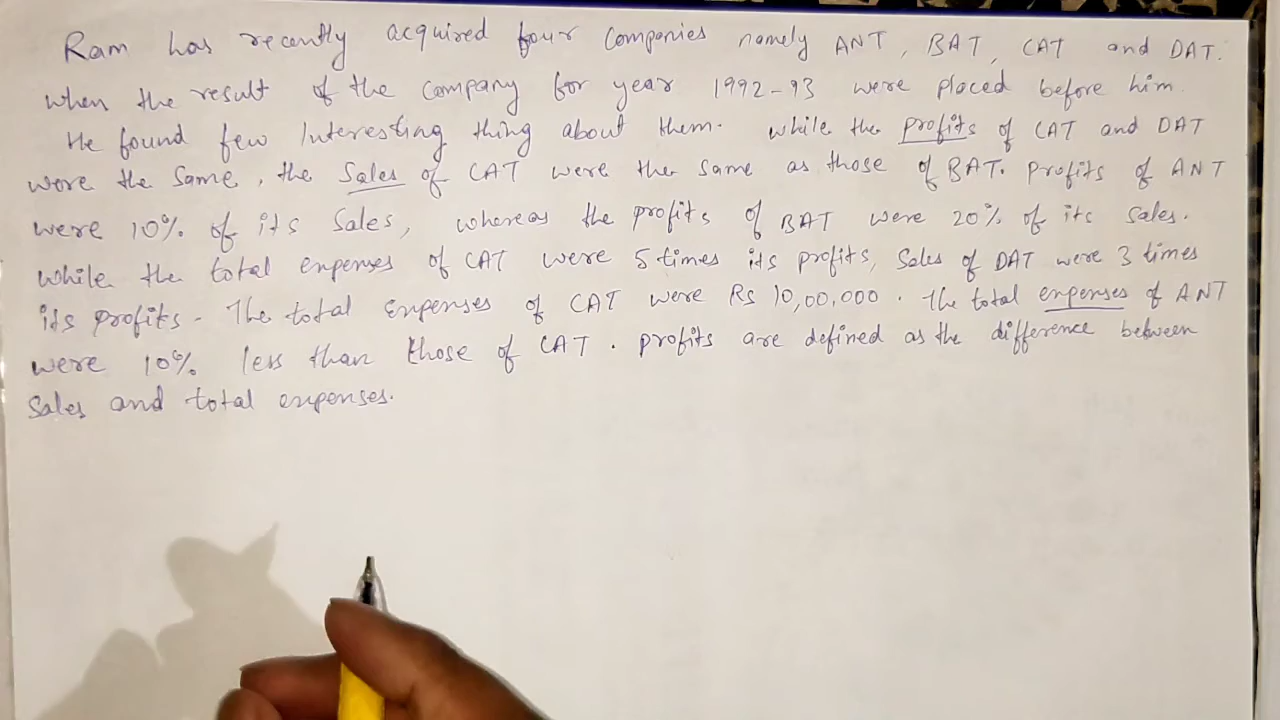 Ram has recently acquired four companies namely ANT, BAT, CAT and DAT.
When the result of the company for year 1992-93 were placed before him.
He found few Interesting thing about them. while the profits of CAT and DAT
were the same, the Sales of CAT were the same as those of BAT. profits of ANT
were 10% of its Sales, whereas the profits of BAT were 20% of its sales.
while the total expenses of CAT were 5 times its profits, Sales of DAT were 3 times
its profits. The total expenses of CAT were Rs 10,00,000. The total expenses of ANT
were 10% less than those of CAT. profits are defined as the difference between
Sales and total expenses.